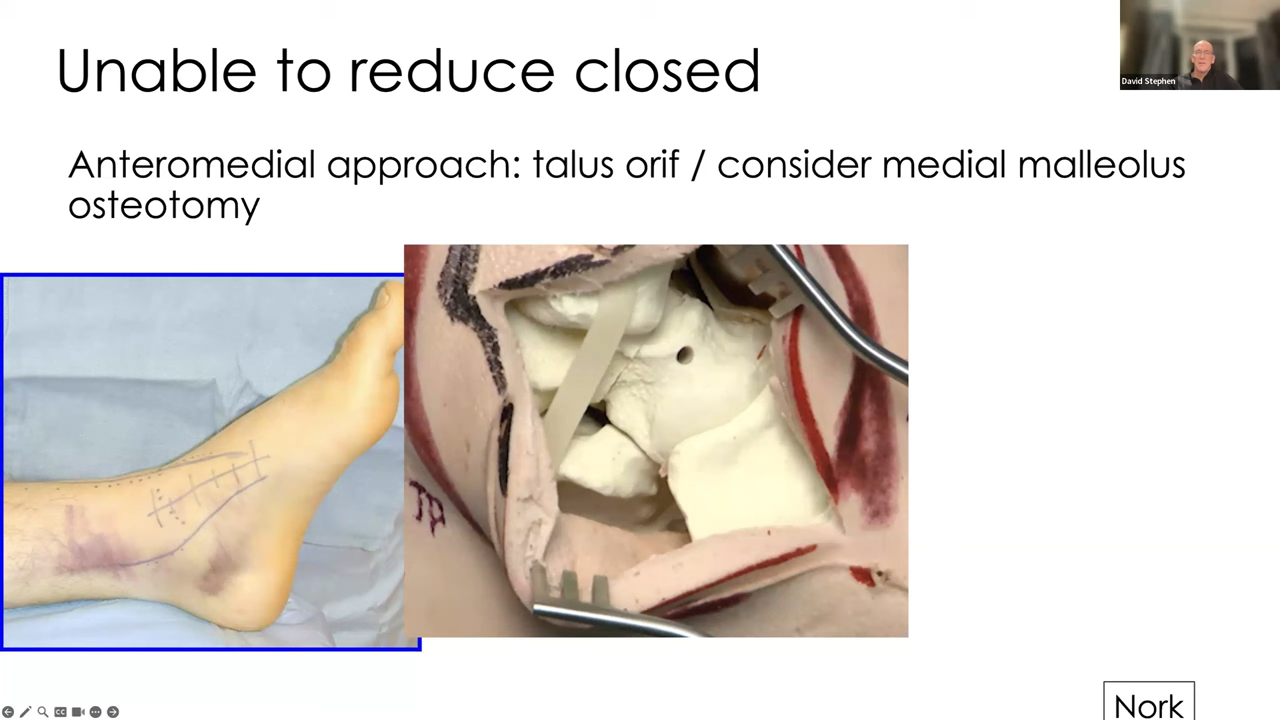 Unable to reduce closed
David Stephen
Anteromedial approach: talus orif / consider medial malleolus
osteotomy
TP
Nork